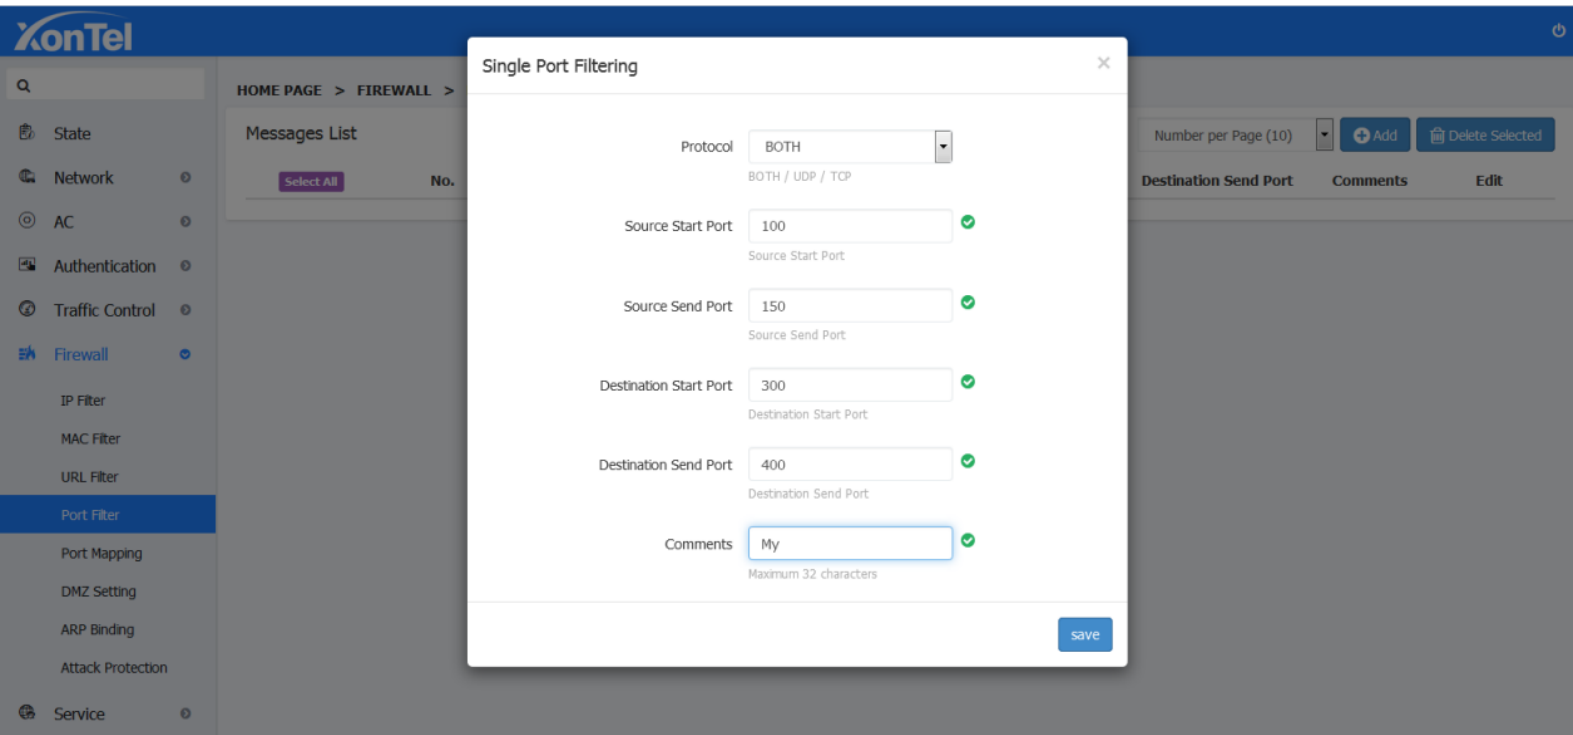 XonTel
Single Port Filtering ×
HOME PAGE > FIREWALL >
State
Messages List
Number per Page (10) Add Delete Selected
Protocol BOTH
BOTH / UDP / TCP
Network
Select All No. Destination Send Port Comments Edit
AC
Source Start Port 100
Source Start Port
Authentication
Source Send Port 150
Source Send Port
Traffic Control
Firewall
Destination Start Port 300
Destination Start Port
IP Filter
MAC Filter
Destination Send Port 400
Destination Send Port
URL Filter
Port Filter
Comments My
Maximum 32 characters
Port Mapping
DMZ Setting
ARP Binding
save
Attack Protection
Service